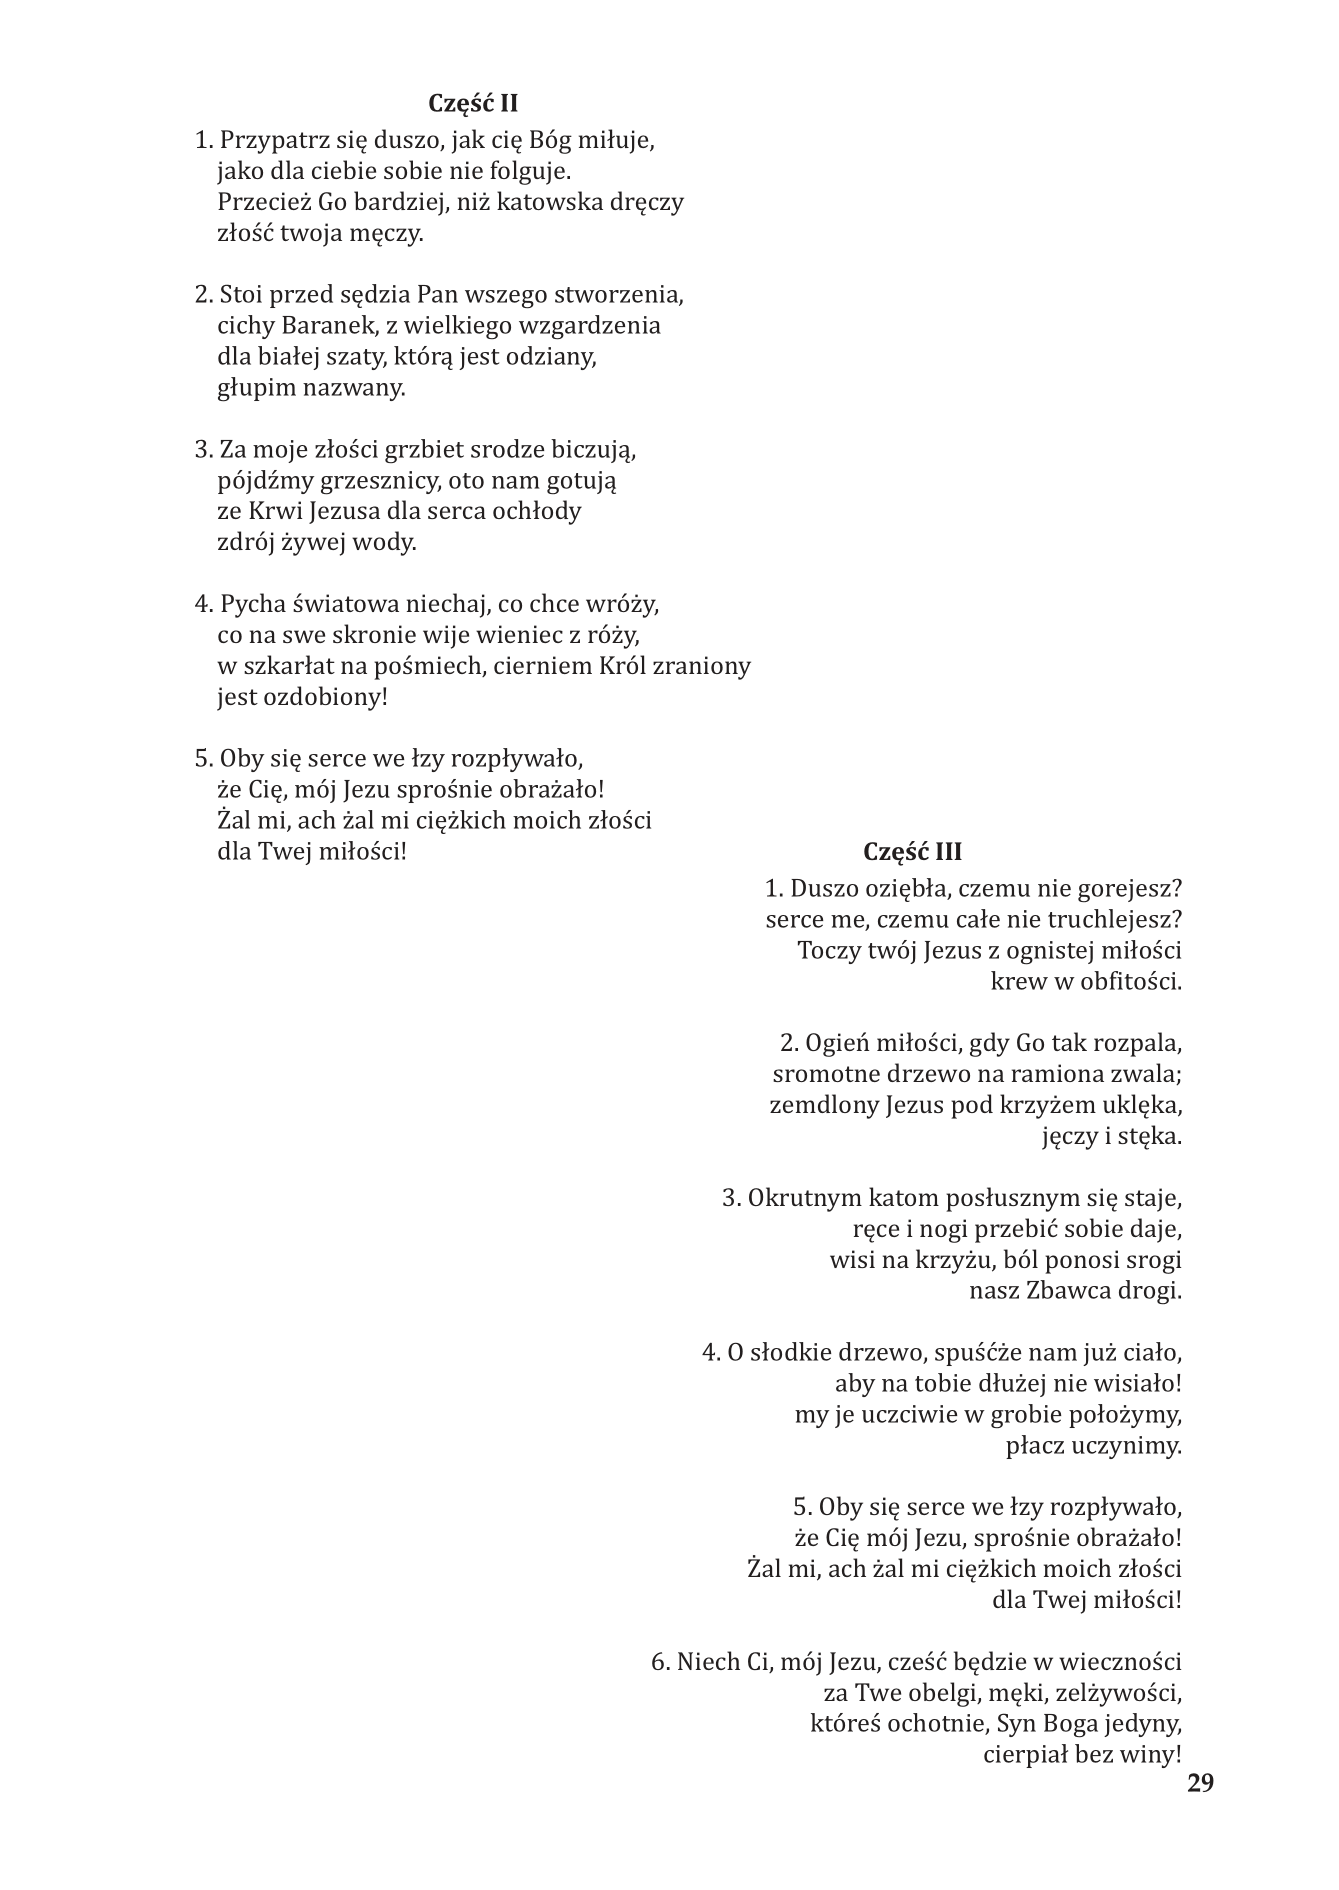 Część II
1. Przypatrz się duszo, jak cię Bóg miłuje,
jako dla ciebie sobie nie folguje.
Przecież Go bardziej, niż katowska dręczy
złość twoja męczy.
2. Stoi przed sędzia Pan wszego stworzenia,
cichy Baranek, z wielkiego wzgardzenia
dla białej szaty, którą jest odziany,
głupim nazwany.
3. Za moje złości grzbiet srodze biczują,
pójdźmy grzesznicy, oto nam gotują
ze Krwi Jezusa dla serca ochłody
zdrój żywej wody.
4. Pycha światowa niechaj, co chce wróży,
co na swe skronie wije wieniec z róży,
w szkarłat na pośmiech, cierniem Król zraniony
jest ozdobiony!
5. Oby się serce we łzy rozpływało,
że Cię, mój Jezu sprośnie obrażało!
Żal mi, ach żal mi ciężkich moich złości
dla Twej miłości!
Część III
1. Duszo oziębła, czemu nie gorejesz?
serce me, czemu całe nie truchlejesz?
Toczy twój Jezus z ognistej miłości
krew w obfitości.
2. Ogień miłości, gdy Go tak rozpala,
sromotne drzewo na ramiona zwala;
zemdlony Jezus pod krzyżem uklęka,
jęczy i stęka.
3. Okrutnym katom posłusznym się staje,
ręce i nogi przebić sobie daje,
wisi na krzyżu, ból ponosi srogi
nasz Zbawca drogi.
4. O słodkie drzewo, spuśćże nam już ciało,
aby na tobie dłużej nie wisiało!
my je uczciwie w grobie położymy,
płacz uczynimy.
5. Oby się serce we łzy rozpływało,
że Cię mój Jezu, sprośnie obrażało!
Żal mi, ach żal mi ciężkich moich złości
dla Twej miłości!
6. Niech Ci, mój Jezu, cześć będzie w wieczności
za Twe obelgi, męki, zelżywości,
któreś ochotnie, Syn Boga jedyny,
cierpiał bez winy!
29